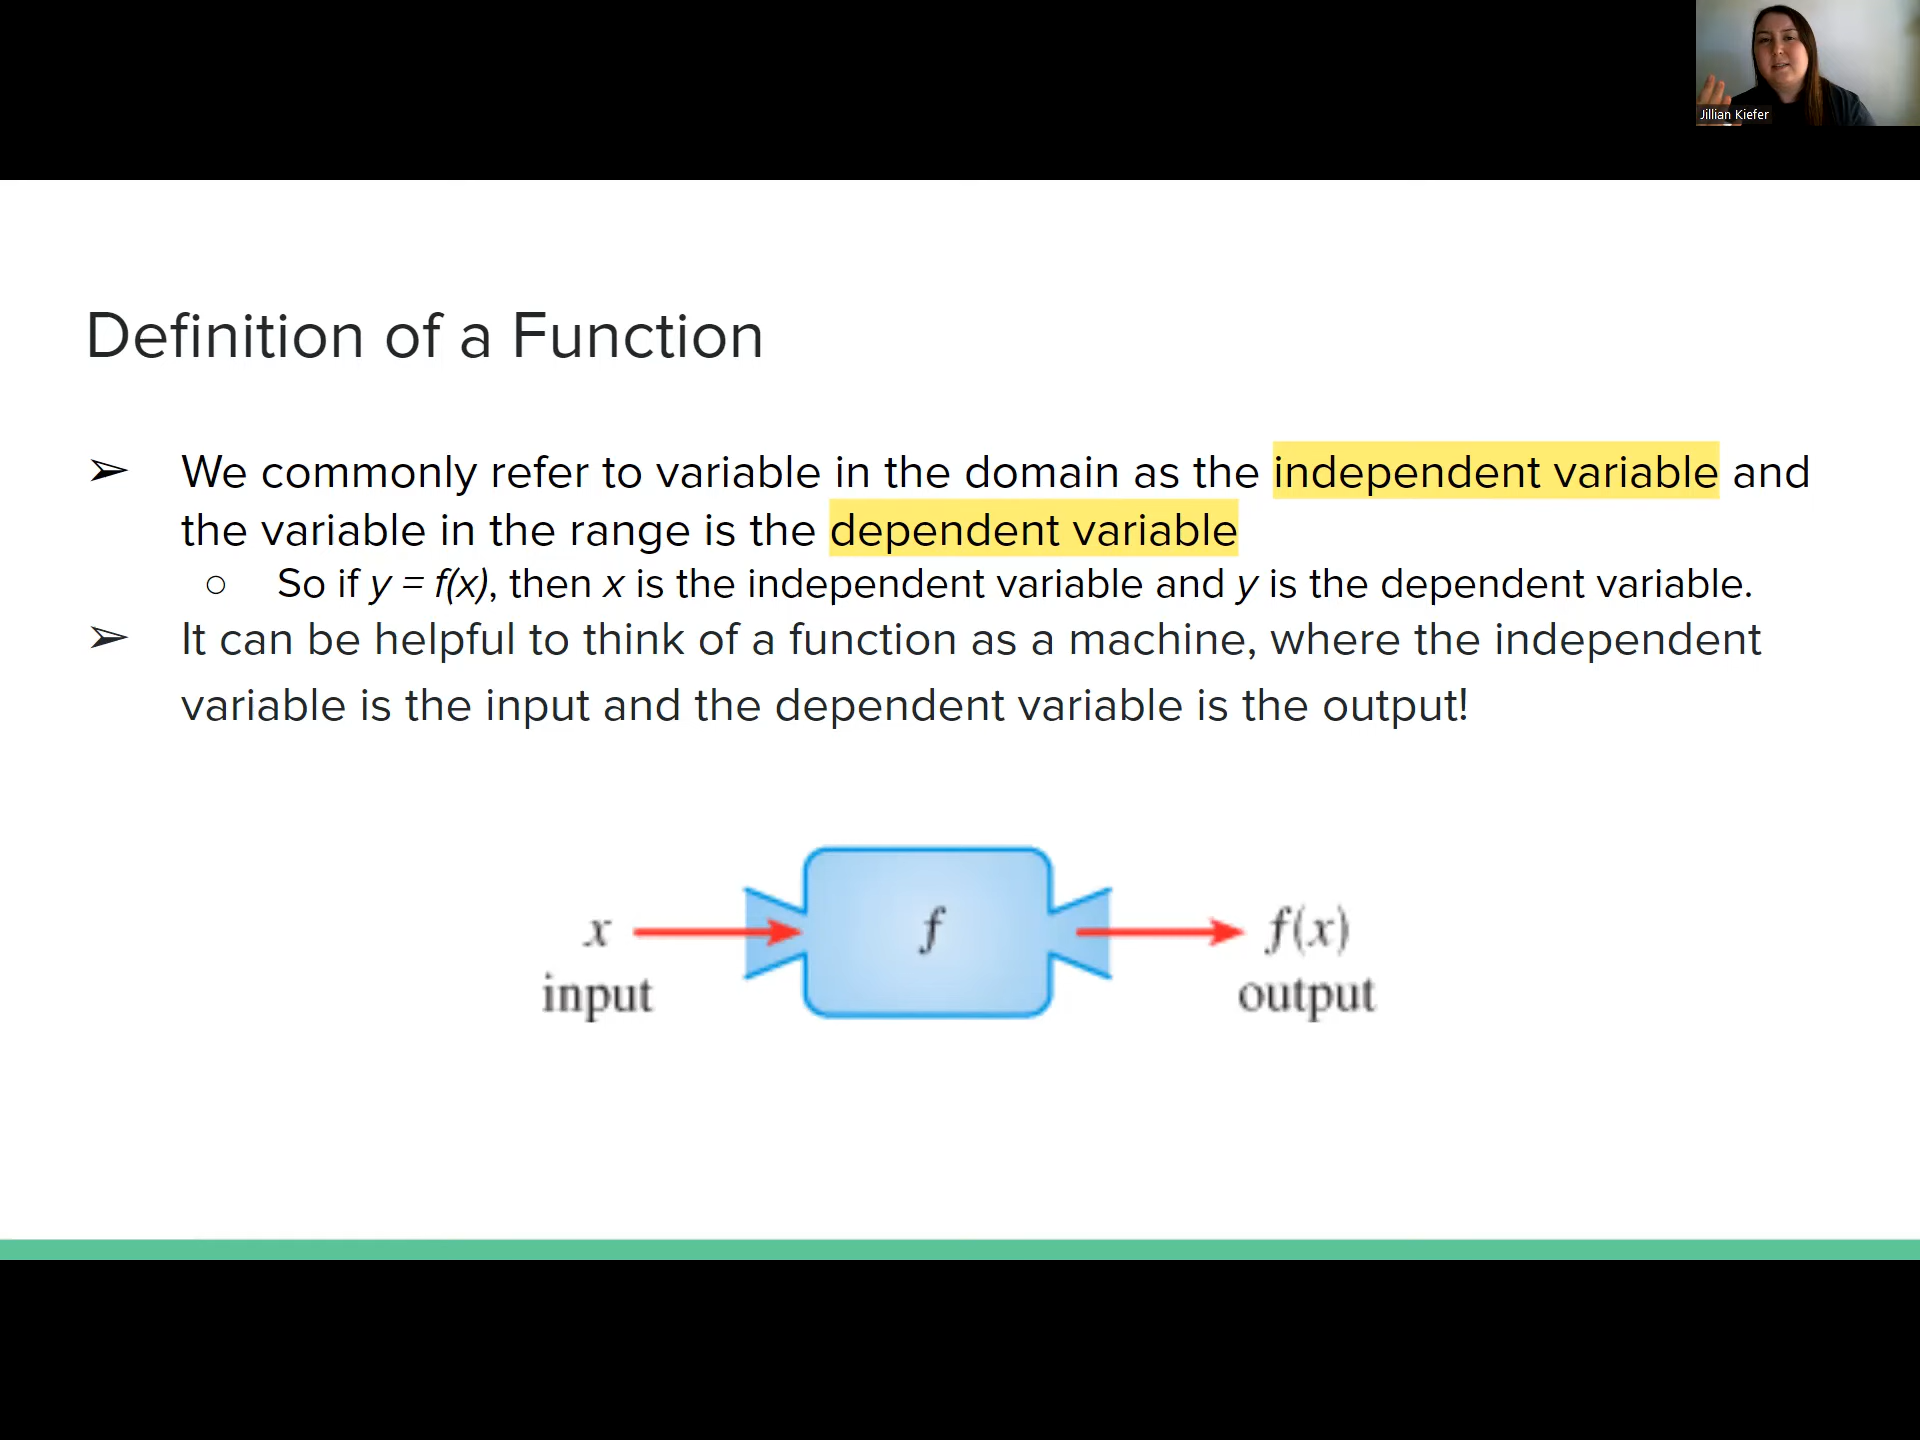 Jillian Kiefer
Definition of a Function
➢ We commonly refer to variable in the domain as the independent variable and
the variable in the range is the dependent variable
○ So if y = f(x), then x is the independent variable and y is the dependent variable.
➢ It can be helpful to think of a function as a machine, where the independent
variable is the input and the dependent variable is the output!
x f f(x)
input output